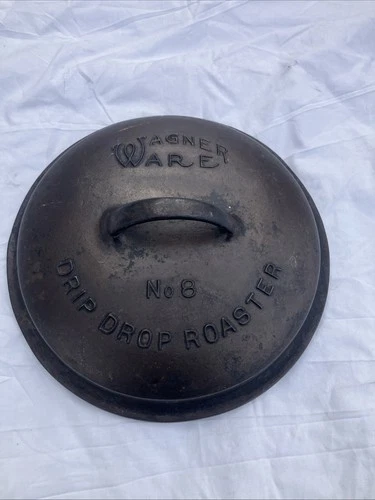 WAGNER
WARE
No 8
DRIP DROP ROASTER